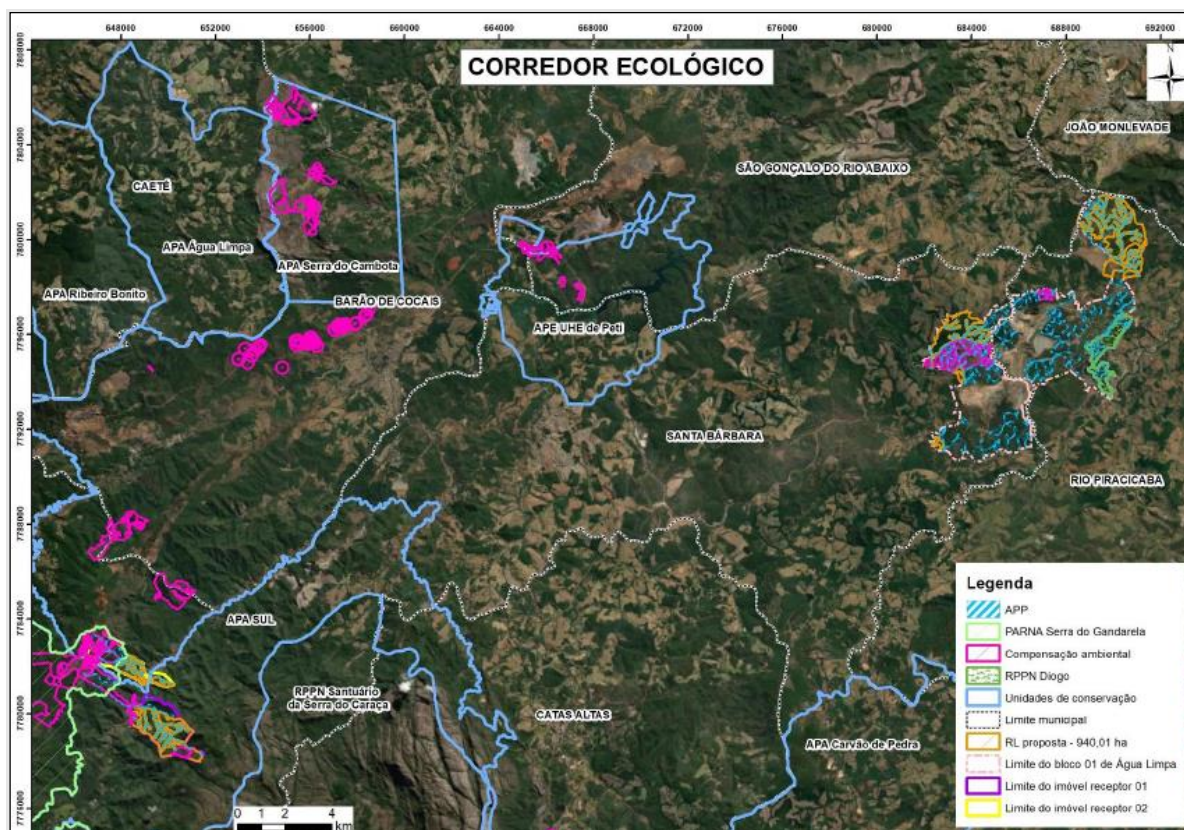 648000 652000 656000 660000 664000 668000 672000 676000 680000 684000 688000 692000
CORREDOR ECOLÓGICO
N
7808000
7804000
7800000
7796000
7792000
7788000
7784000
7780000
7776000
JOÃO MONLEVADE
SÃO GONÇALO DO RIO ABAIXO
CAETÉ
APA Água Limpa
APA Serra do Cambota
APA Ribeiro Bonito
BARÃO DE COCAIS
APE UHE de Peti
SANTA BÁRBARA
RIO PIRACICABA
APA SUL
RPPN Santuário
da Serra do Caraça
CATAS ALTAS
APA Carvão de Pedra
0 1 2 4
km
Legenda
APP
PARNA Serra do Gandarela
Compensação ambiental
RPPN Diogo
Unidades de conservação
Limite municipal
RL proposta - 940,01 ha
Limite do bloco 01 de Água Limpa
Limite do imóvel receptor 01
Limite do imóvel receptor 02